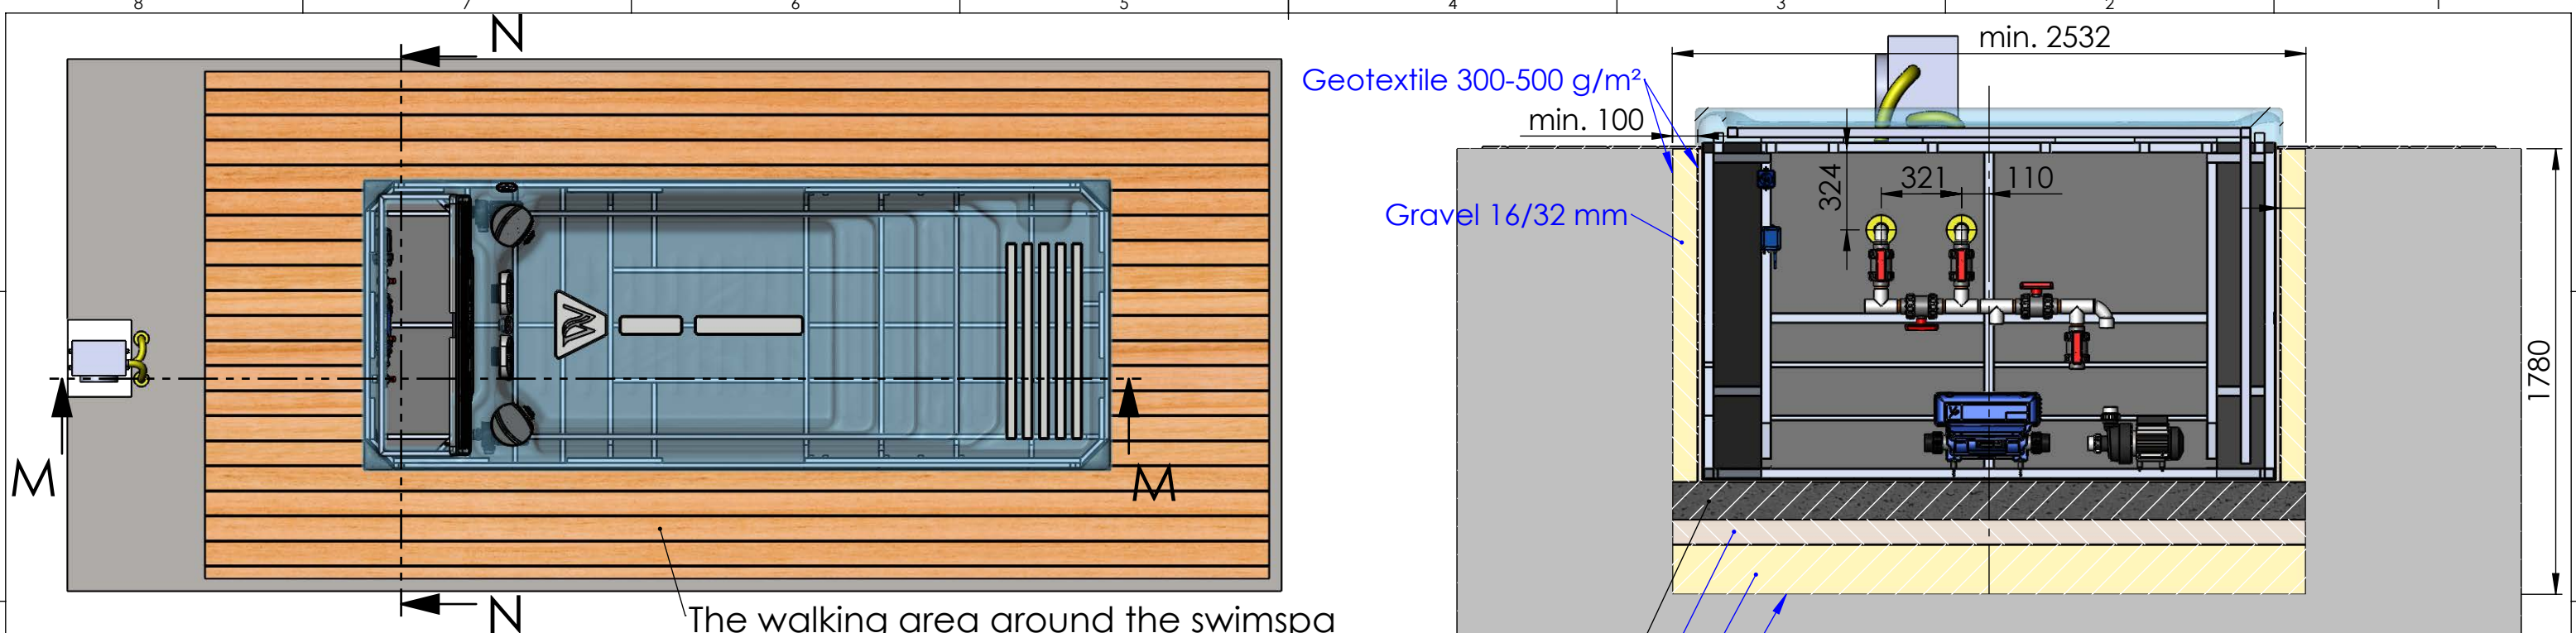 8 7 6 5 4 3 2 1
N
min. 2532
Geotextile 300-500 g/m²
min. 100
324
321
110
Gravel 16/32 mm
1780
M
M
N
The walking area around the swimspa